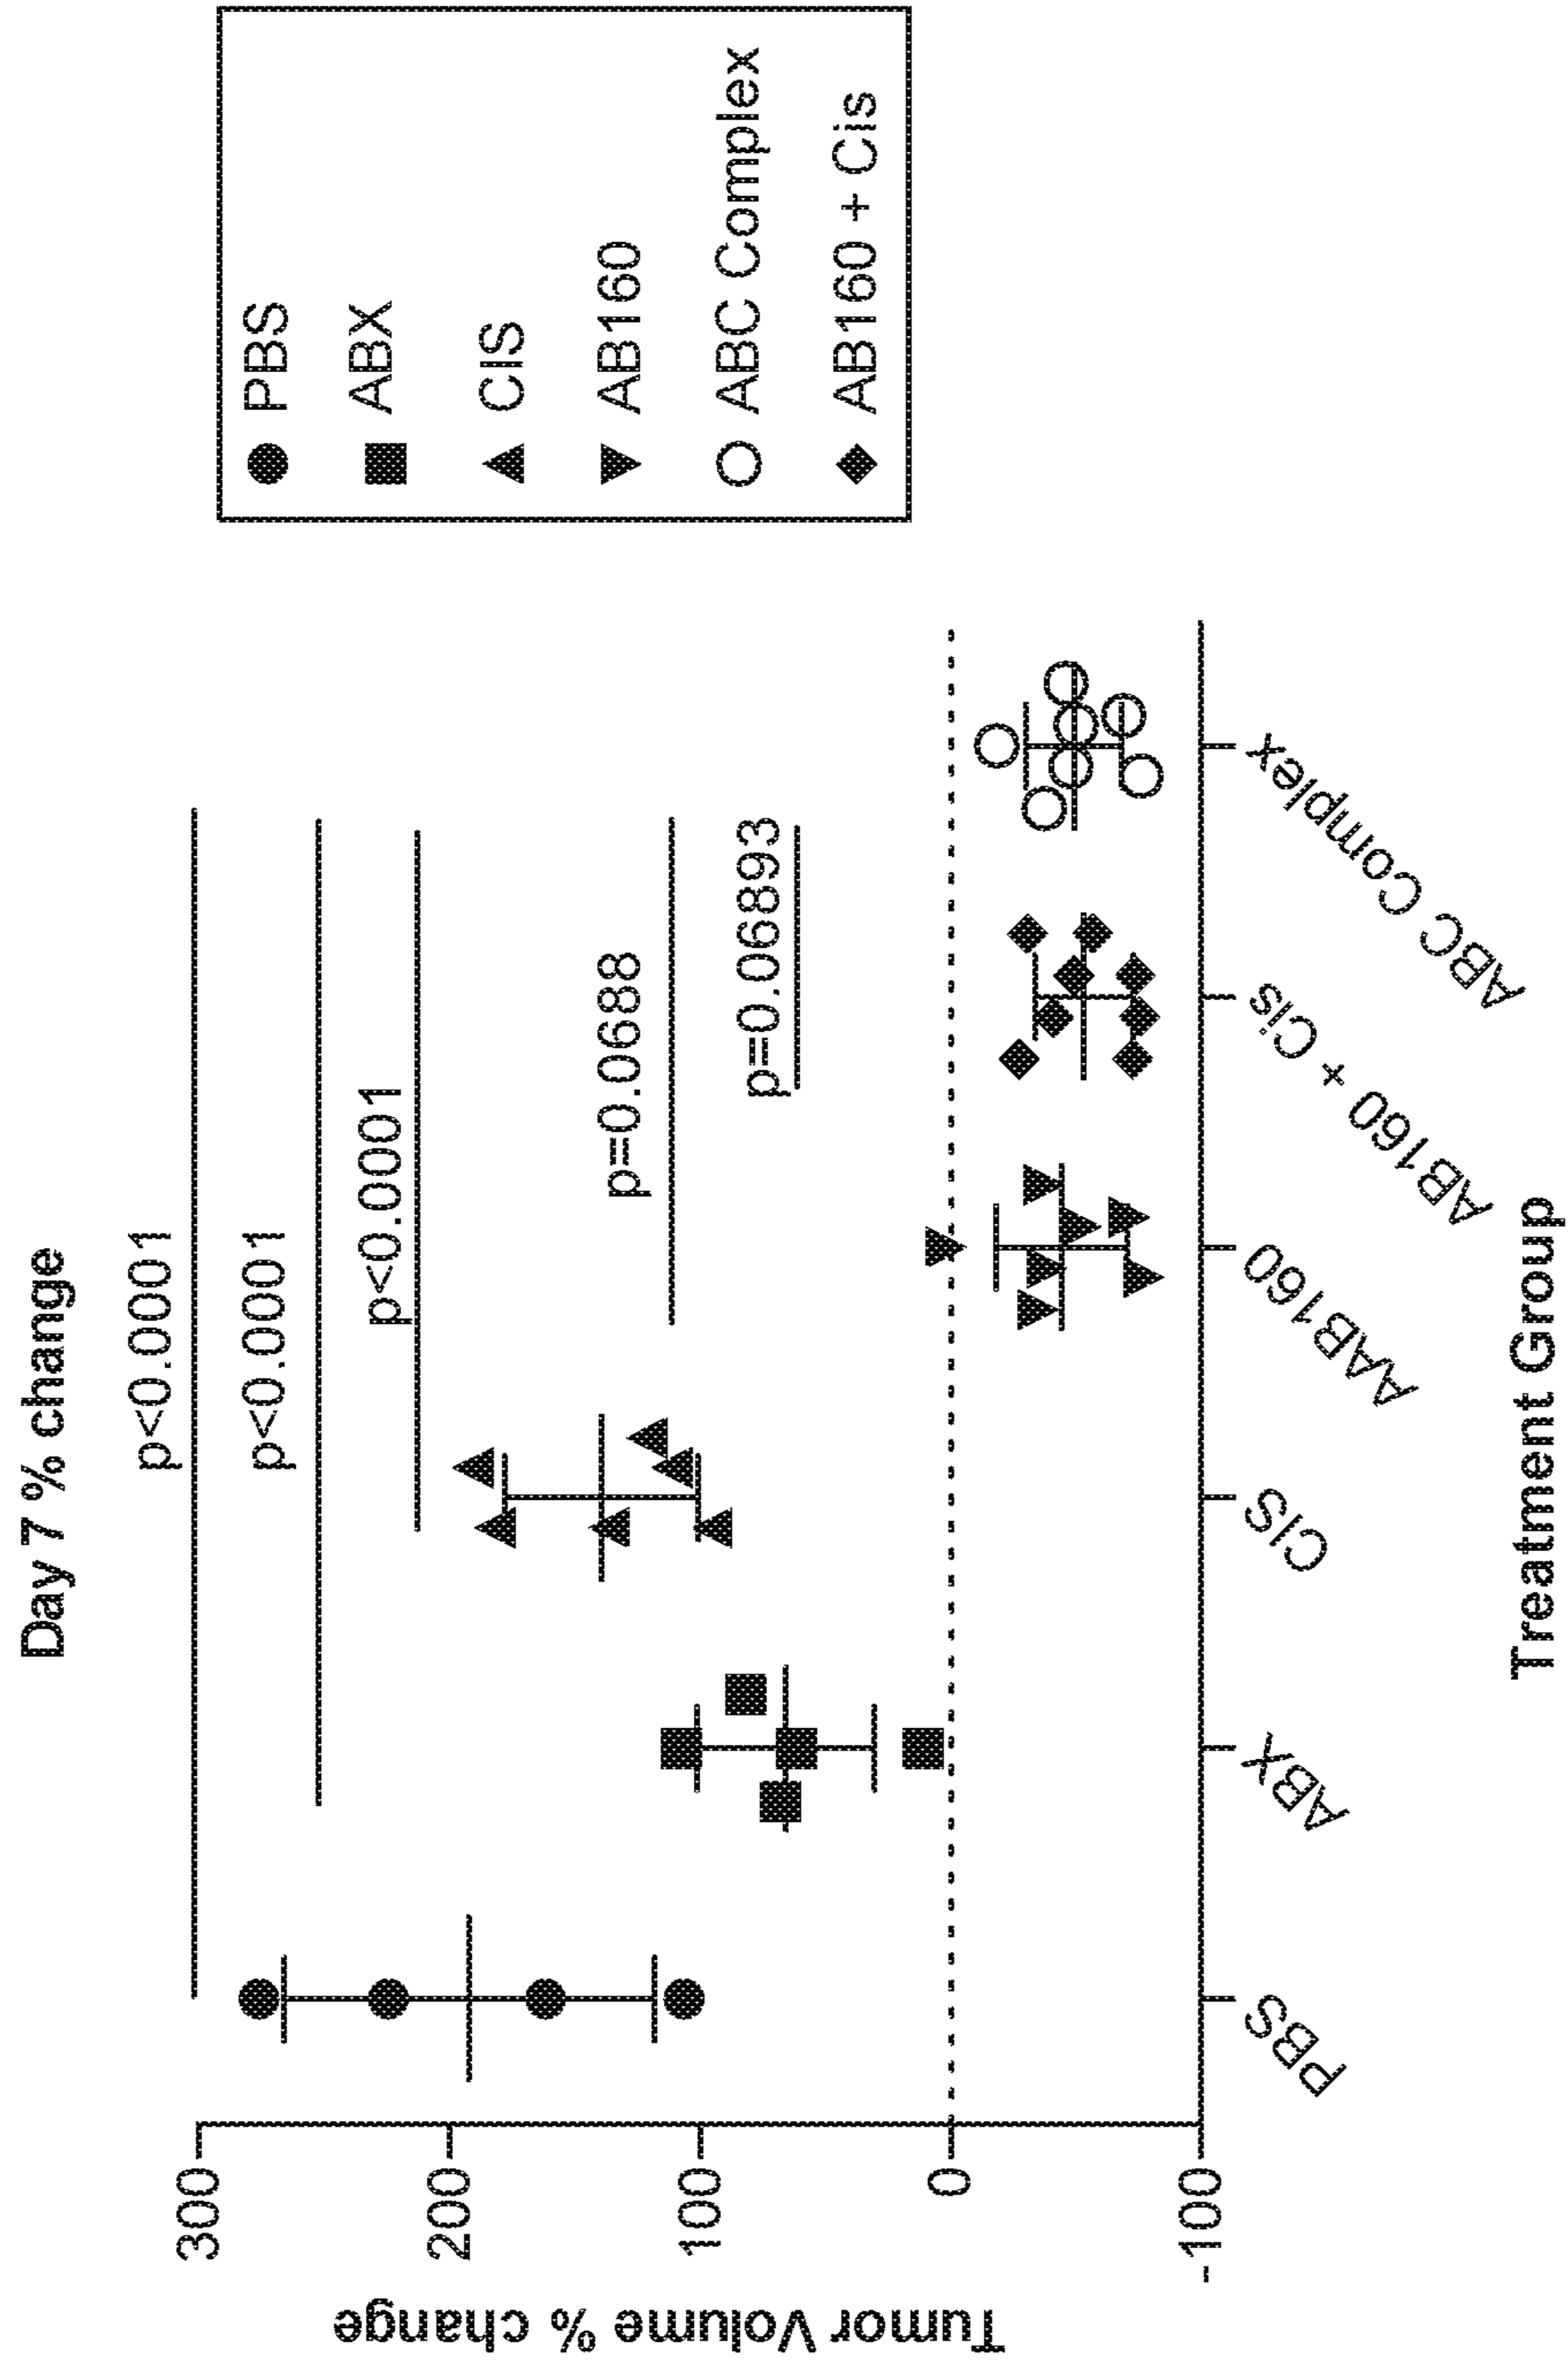 Day 7 % change
p<0.0001
p<0.0001
p<0.0001
p=0.0688
p=0.06893
Tumor Volume % change
300
200
100
0
-100
PBS
ABX
CIS
AAB160
AB160 + Cis
ABC Complex
Treatment Group
PBS
ABX
CIS
AB160
ABC Complex
AB160 + Cis